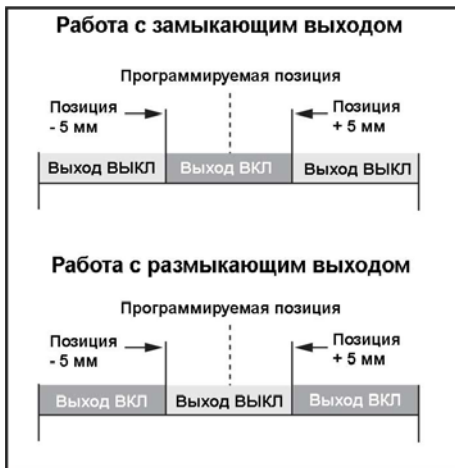 Работа с замыкающим выходом
Программируемая позиция
Позиция
- 5 мм
Позиция
+ 5 мм
Выход ВЫКЛ
Выход ВКЛ
Выход ВЫКЛ
Работа с размыкающим выходом
Программируемая позиция
Позиция
- 5 мм
Позиция
+ 5 мм
Выход ВКЛ
Выход ВЫКЛ
Выход ВКЛ